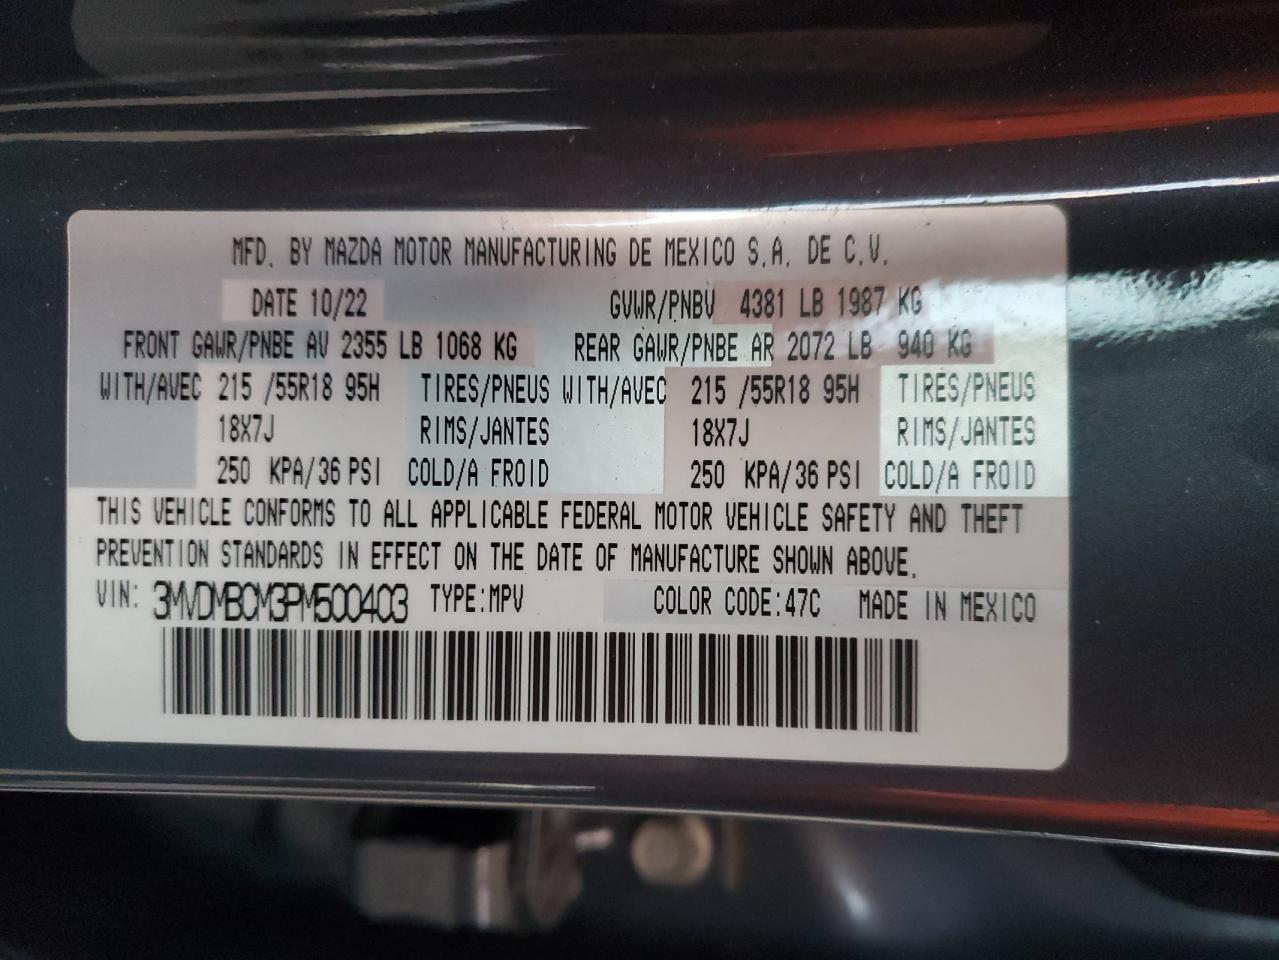 MFD. BY MAZDA MOTOR MANUFACTURING DE MEXICO S.A. DE C.V.
DATE 10/22 GVWR/PNBV 4381 LB 1987 KG
FRONT GAWR/PNBE AV 2355 LB 1068 KG REAR GAWR/PNBE AR 2072 LB 940 KG
WITH/AVEC 215 /55R18 95H TIRES/PNEUS WITH/AVEC 215 /55R18 95H TIRES/PNEUS
18X7J RIMS/JANTES 18X7J RIMS/JANTES
250 KPA/36 PSI COLD/A FROID 250 KPA/36 PSI COLD/A FROID
THIS VEHICLE CONFORMS TO ALL APPLICABLE FEDERAL MOTOR VEHICLE SAFETY AND THEFT
PREVENTION STANDARDS IN EFFECT ON THE DATE OF MANUFACTURE SHOWN ABOVE.
VIN: 3MVDMBCM3PM500403 TYPE:MPV COLOR CODE:47C MADE IN MEXICO